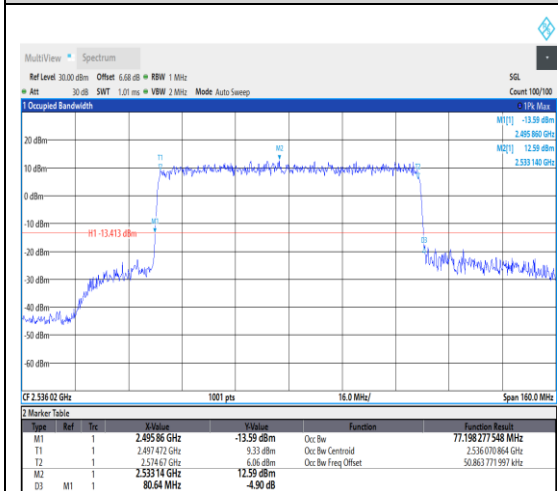 MultiView Spectrum
Ref Level 30.00 dBm Offset 6.68 dB RBW 1 MHz SGL
Att 30 dB SWT 1.01 ms VBW 2 MHz Mode Auto Sweep Count 100/100
1 Occupied Bandwidth 1Pk Max
M1[1] -13.59 dBm
2.495 860 GHz
M2[1] 12.59 dBm
2.533 140 GHz
20 dBm
M2
T1
T2
10 dBm
0 dBm
-10 dBm
M1
H1 -13.413 dBm
D3
-20 dBm
-30 dBm
-40 dBm
-50 dBm
-60 dBm
CF 2.536 02 GHz 1001 pts 16.0 MHz/ Span 160.0 MHz
2 Marker Table
Type Ref Trc X-Value Y-Value Function Function Result
M1 1 2.495 86 GHz -13.59 dBm Occ Bw 77.198 277 548 MHz
T1 1 2.497 472 GHz 9.33 dBm Occ Bw Centroid 2.536 070 864 GHz
T2 1 2.574 67 GHz 6.06 dBm Occ Bw Freq Offset 50.863 771 997 kHz
M2 1 2.533 14 GHz 12.59 dBm
D3 M1 1 80.64 MHz -4.90 dB